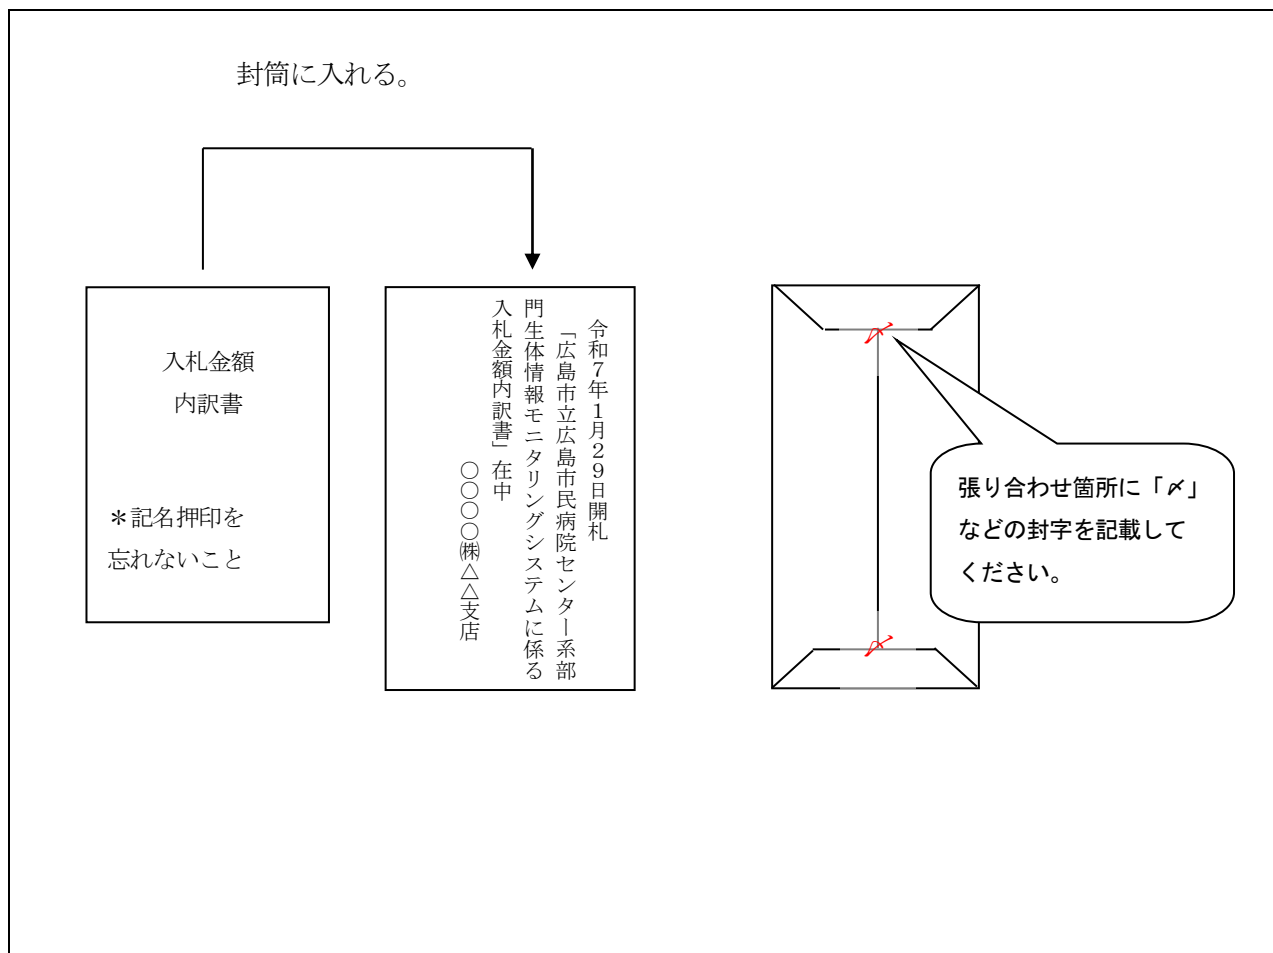 封筒に入れる。
入札金額
内訳書
＊記名押印を
忘れないこと
令和７年１月２９日開札
「広島市立広島市民病院センター系部
門生体情報モニタリングシステムに係る
入札金額内訳書」在中
○○○○㈱△△支店
〆
〆
張り合わせ箇所に「〆」
などの封字を記載して
ください。